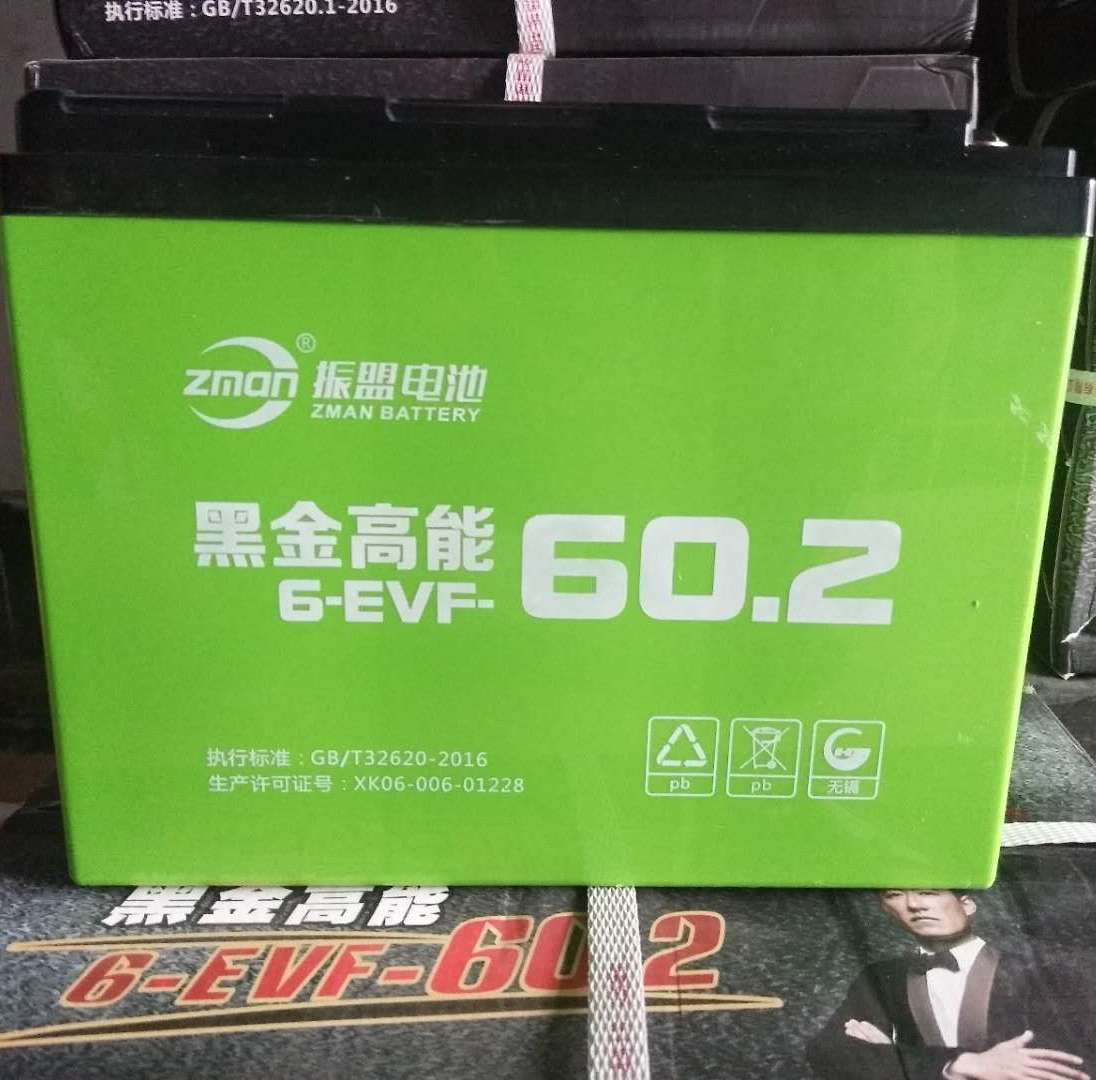 执行标准：GB/T32620.1-2016
zman®
振盟电池
ZMAN BATTERY
黑金高能
6-EVF-60.2
执行标准：GB/T32620-2016
生产许可证号：XK06-006-01228
pb
pb
无镉
黑金高能
6-EVF-60.2